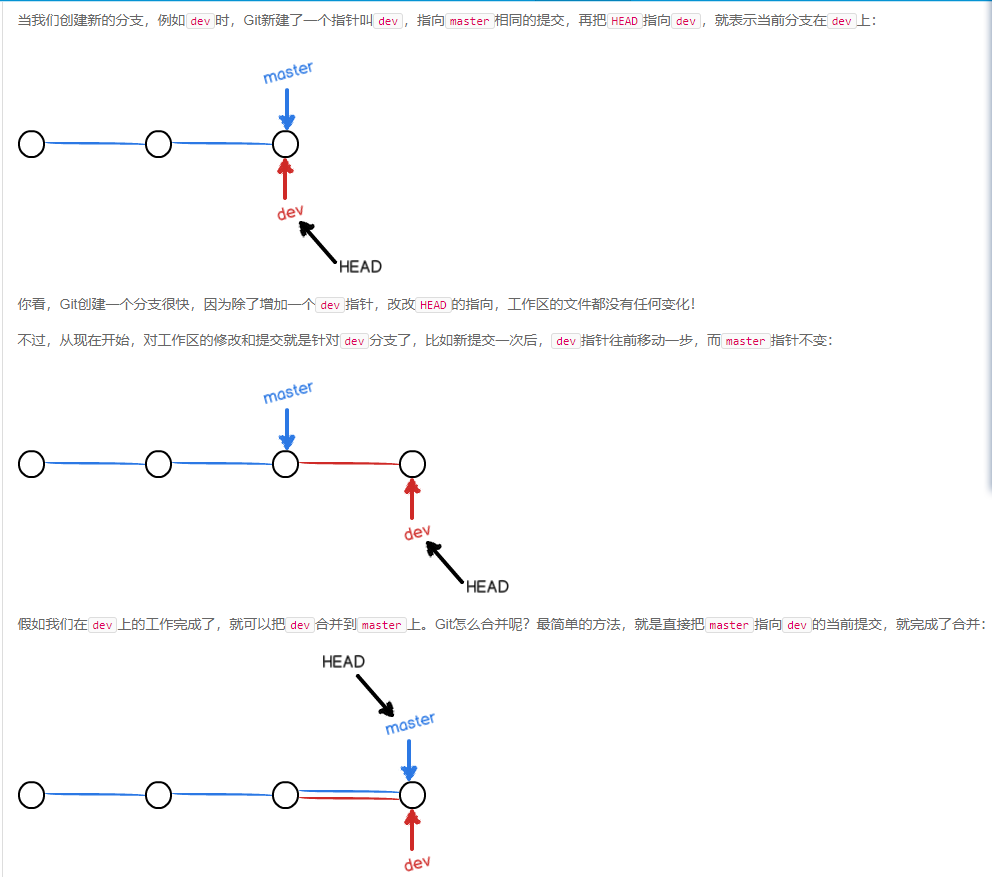 当我们创建新的分支，例如dev时，Git新建了一个指针叫dev，指向master相同的提交，再把HEAD指向dev，就表示当前分支在dev上：
master
dev
HEAD
你看，Git创建一个分支很快，因为除了增加一个dev指针，改改HEAD的指向，工作区的文件都没有任何变化！
不过，从现在开始，对工作区的修改和提交就是针对dev分支了，比如新提交一次后，dev指针往前移动一步，而master指针不变：
master
dev
HEAD
假如我们在dev上的工作完成了，就可以把dev合并到master上。Git怎么合并呢？最简单的方法，就是直接把master指向dev的当前提交，就完成了合并：
HEAD
master
dev